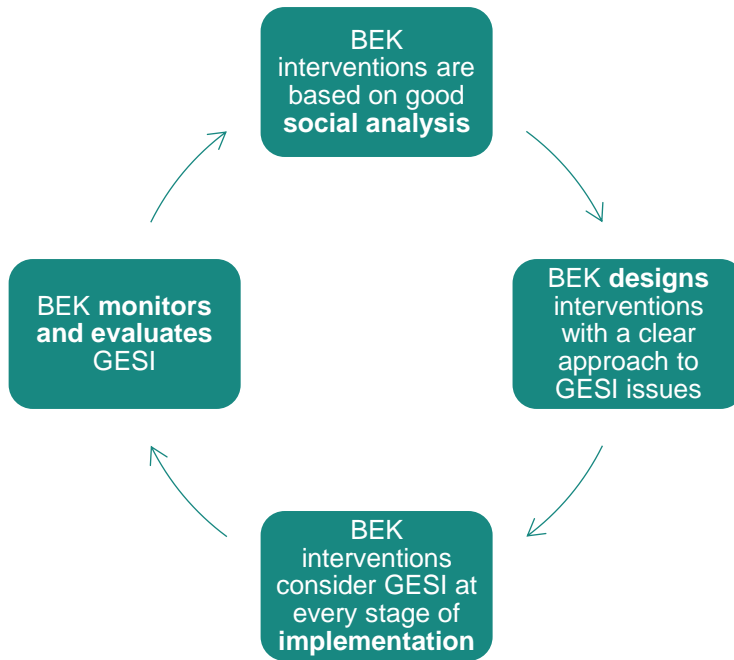 BEK
interventions are
based on good
social analysis
BEK designs
interventions
with a clear
approach to
GESI issues
BEK
interventions
consider GESI at
every stage of
implementation
BEK monitors
and evaluates
GESI